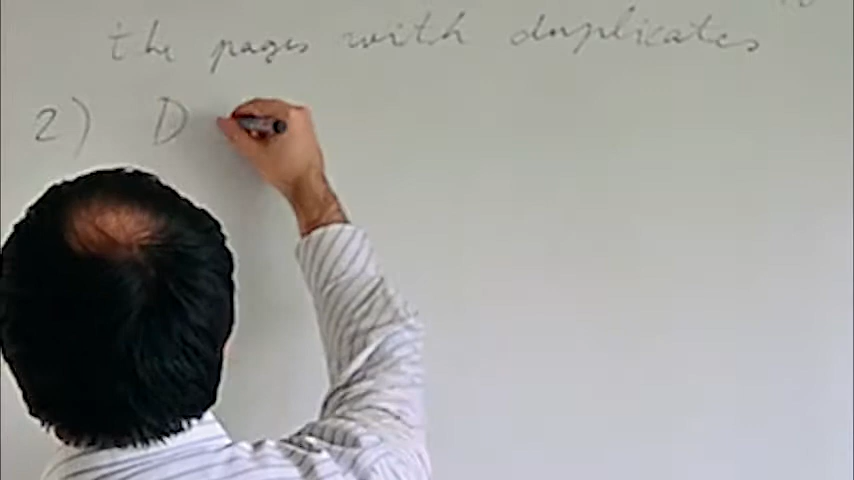 the pages with duplicates
2) D